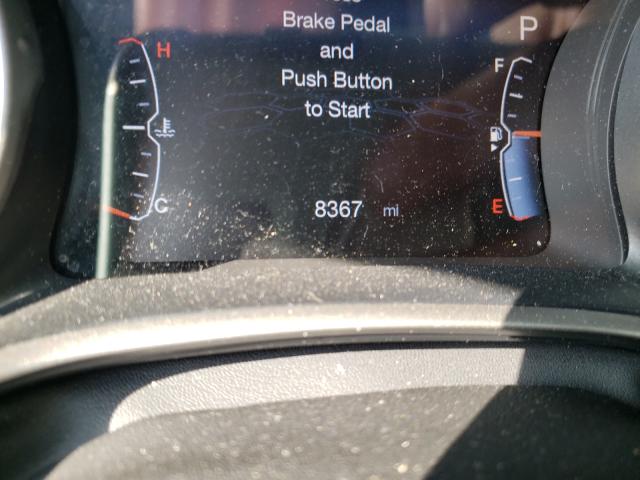 Brake Pedal
and
Push Button
to Start
P
H
C
F
E
8367 mi